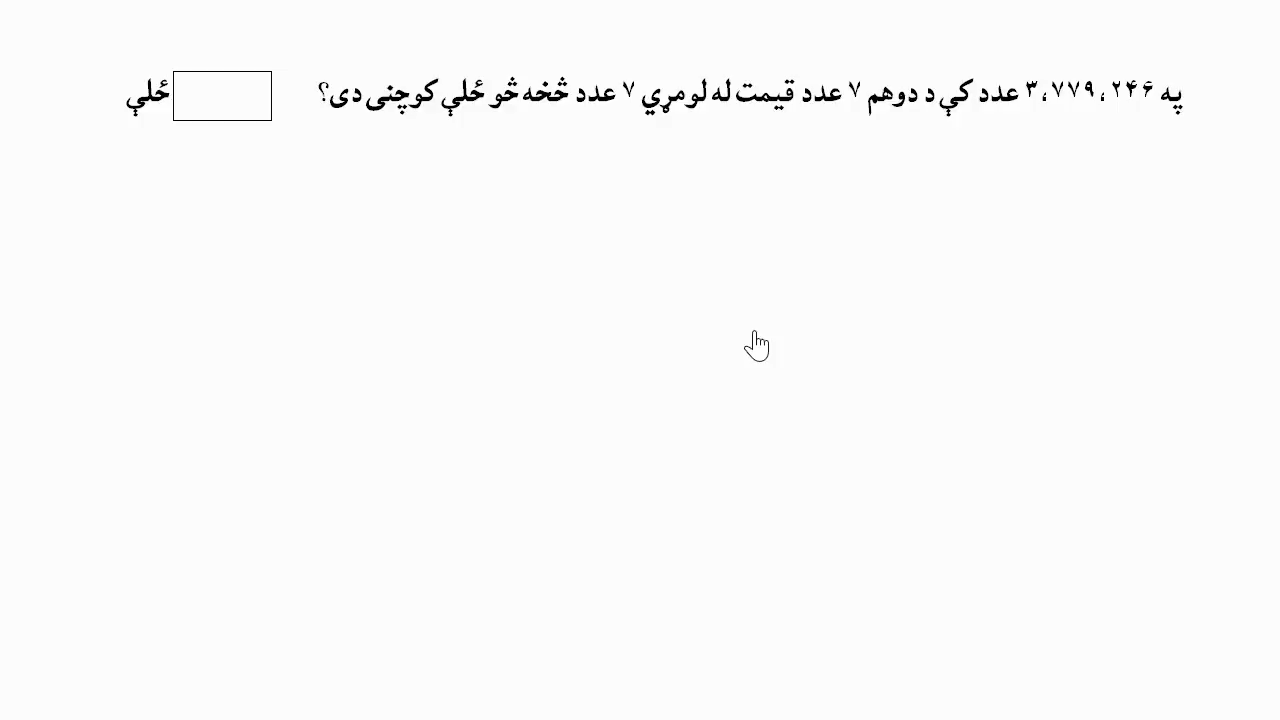 په ۳،۷۷۹،۲۴۶ عدد کې د دوهم ۷ عدد قیمت له لومړي ۷ عدد څخه څو ځلې کوچنی دی؟ ځلې